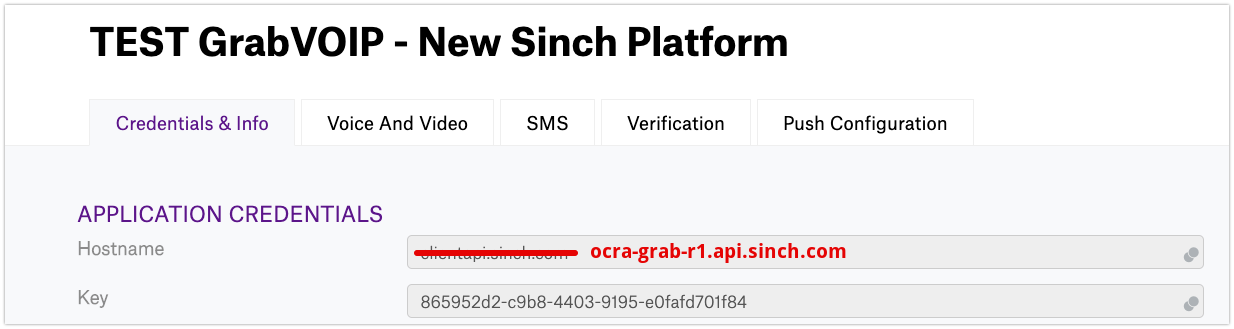 TEST GrabVOIP - New Sinch Platform
Credentials & Info Voice And Video SMS Verification Push Configuration
APPLICATION CREDENTIALS
Hostname clientapi.sinch.com ocra-grab-r1.api.sinch.com
Key 865952d2-c9b8-4403-9195-e0fafd701f84